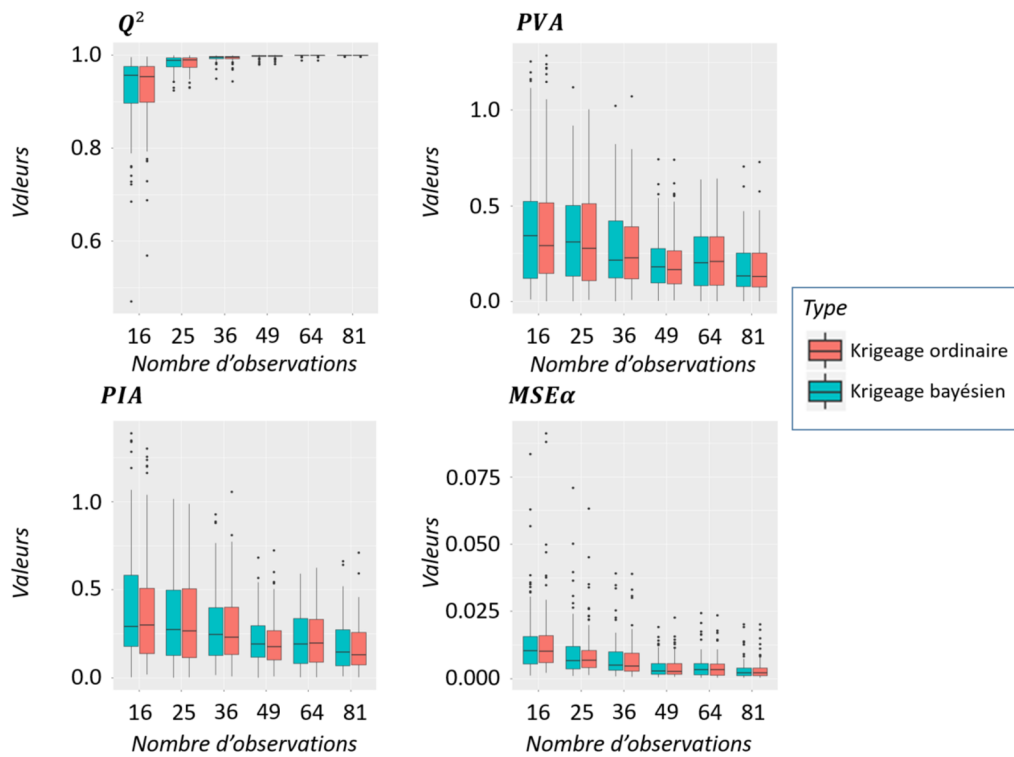 Q²
Valeurs
1.0
0.8
0.6
16 25 36 49 64 81
Nombre d'observations
PVA
Valeurs
1.0
0.5
0.0
16 25 36 49 64 81
Nombre d'observations
Type
Krigeage ordinaire
Krigeage bayésien
PIA
Valeurs
1.0
0.5
0.0
16 25 36 49 64 81
Nombre d'observations
MSEα
Valeurs
0.075
0.050
0.025
0.000
16 25 36 49 64 81
Nombre d'observations